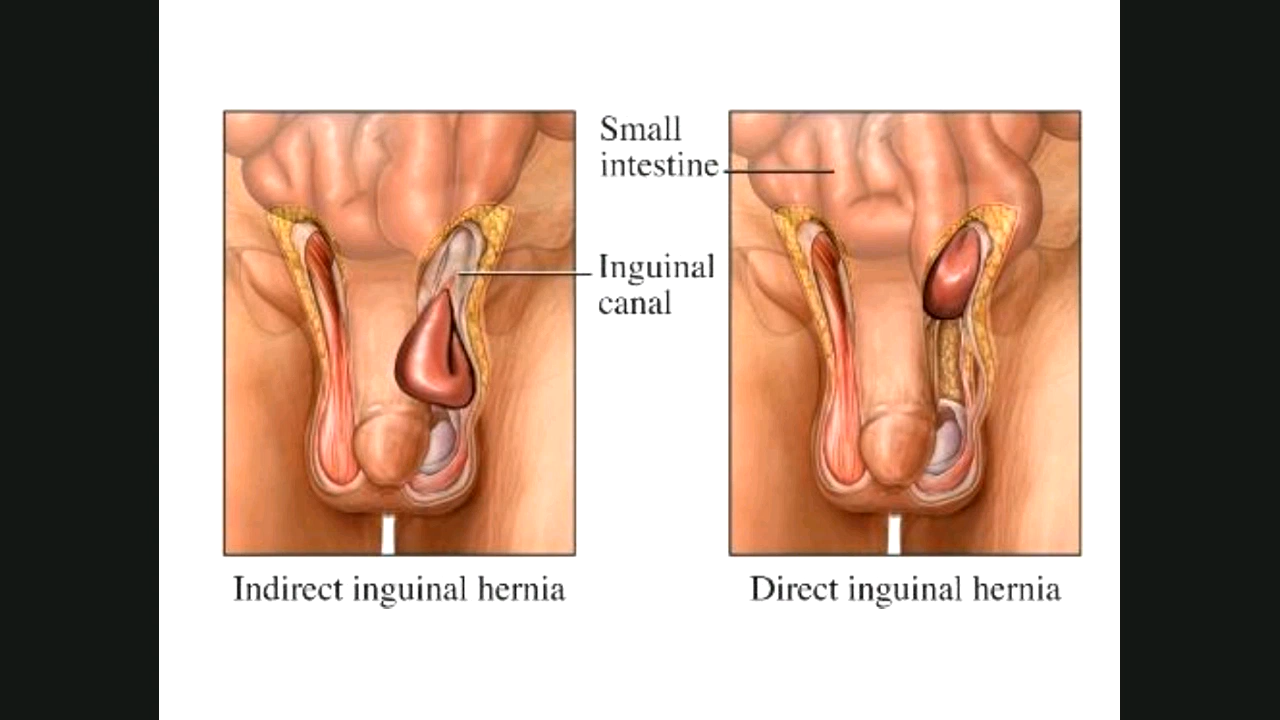 Small
intestine
Inguinal
canal
Indirect inguinal hernia
Direct inguinal hernia